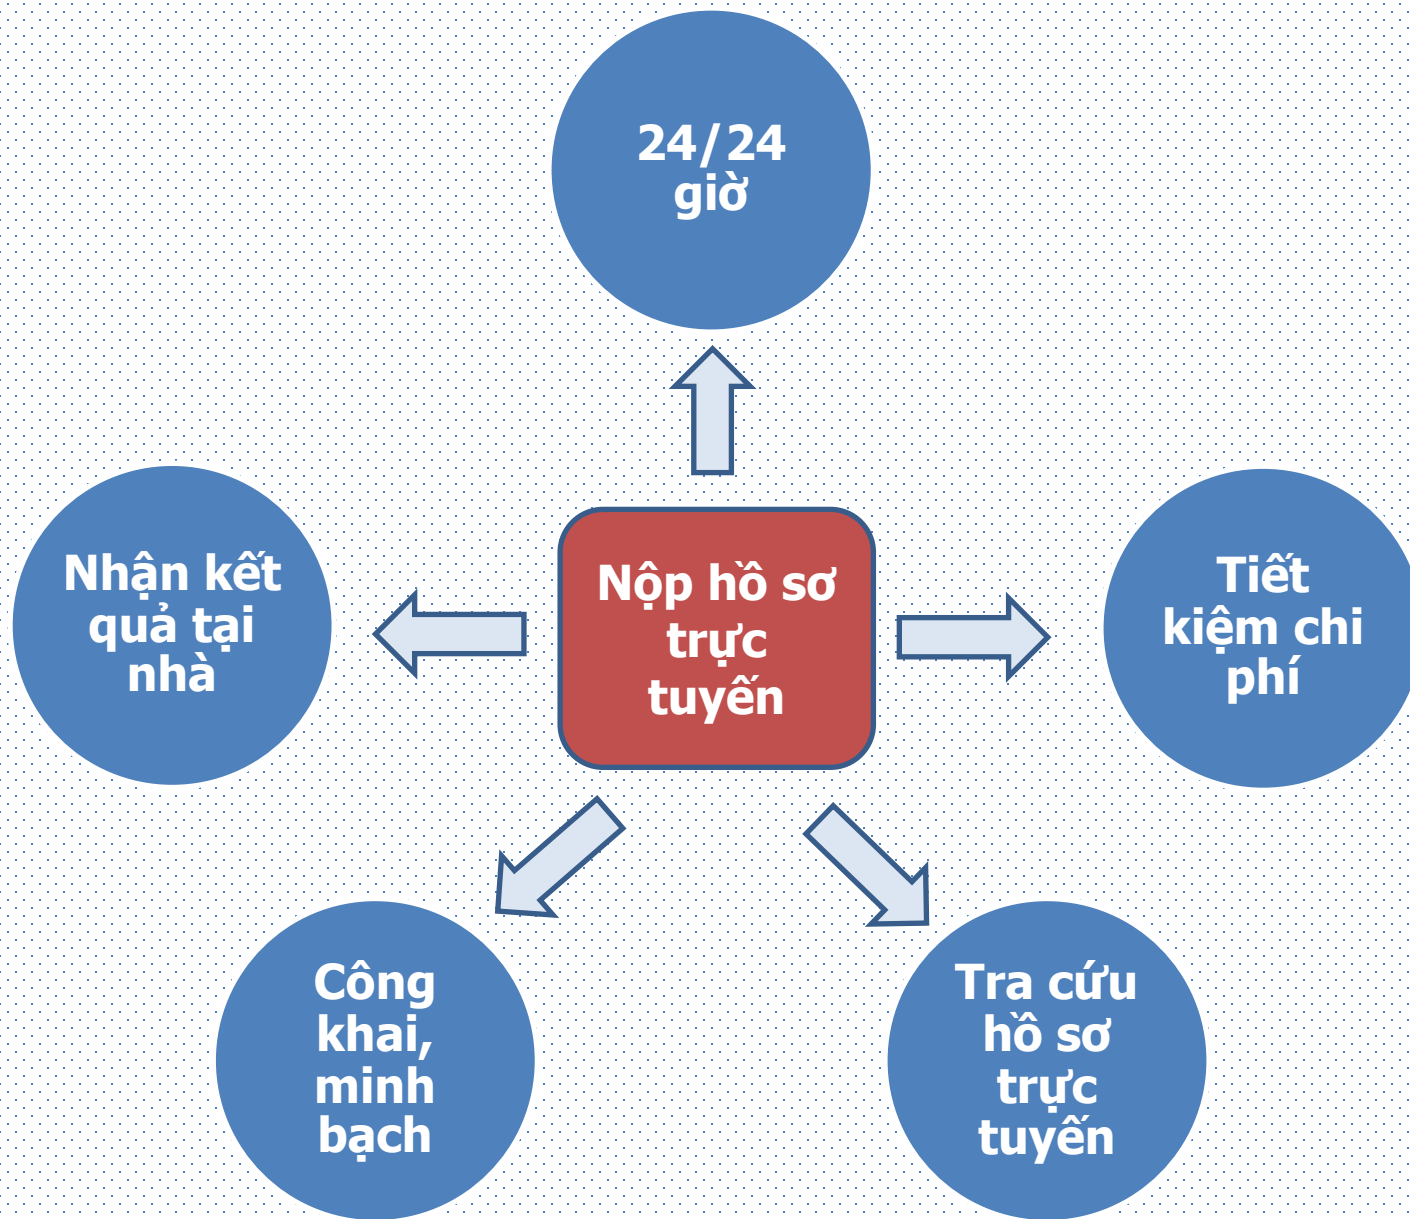 24/24
giờ
Nhận kết
quả tại
nhà
Nộp hồ sơ
trực
tuyến
Tiết
kiệm chi
phí
Công
khai,
minh
bạch
Tra cứu
hồ sơ
trực
tuyến